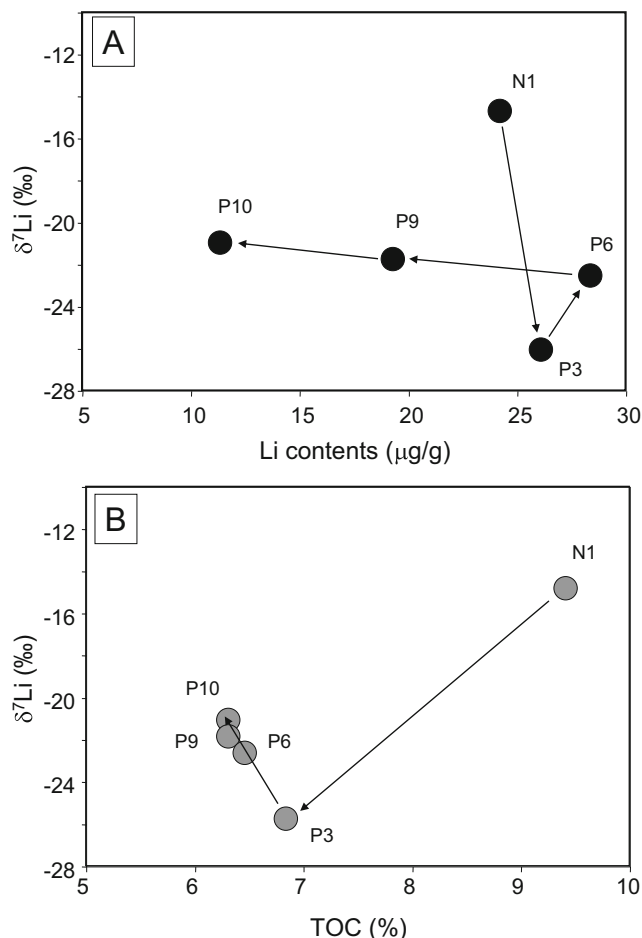 A
-12
N1
-16
δ⁷Li (‰)
P10
P9
P6
-20
-24
P3
-28
5 10 15 20 25 30
Li contents (μg/g)
B
-12
N1
-16
δ⁷Li (‰)
P10
-20
P9 P6
-24
P3
-28
5 6 7 8 9 10
TOC (%)